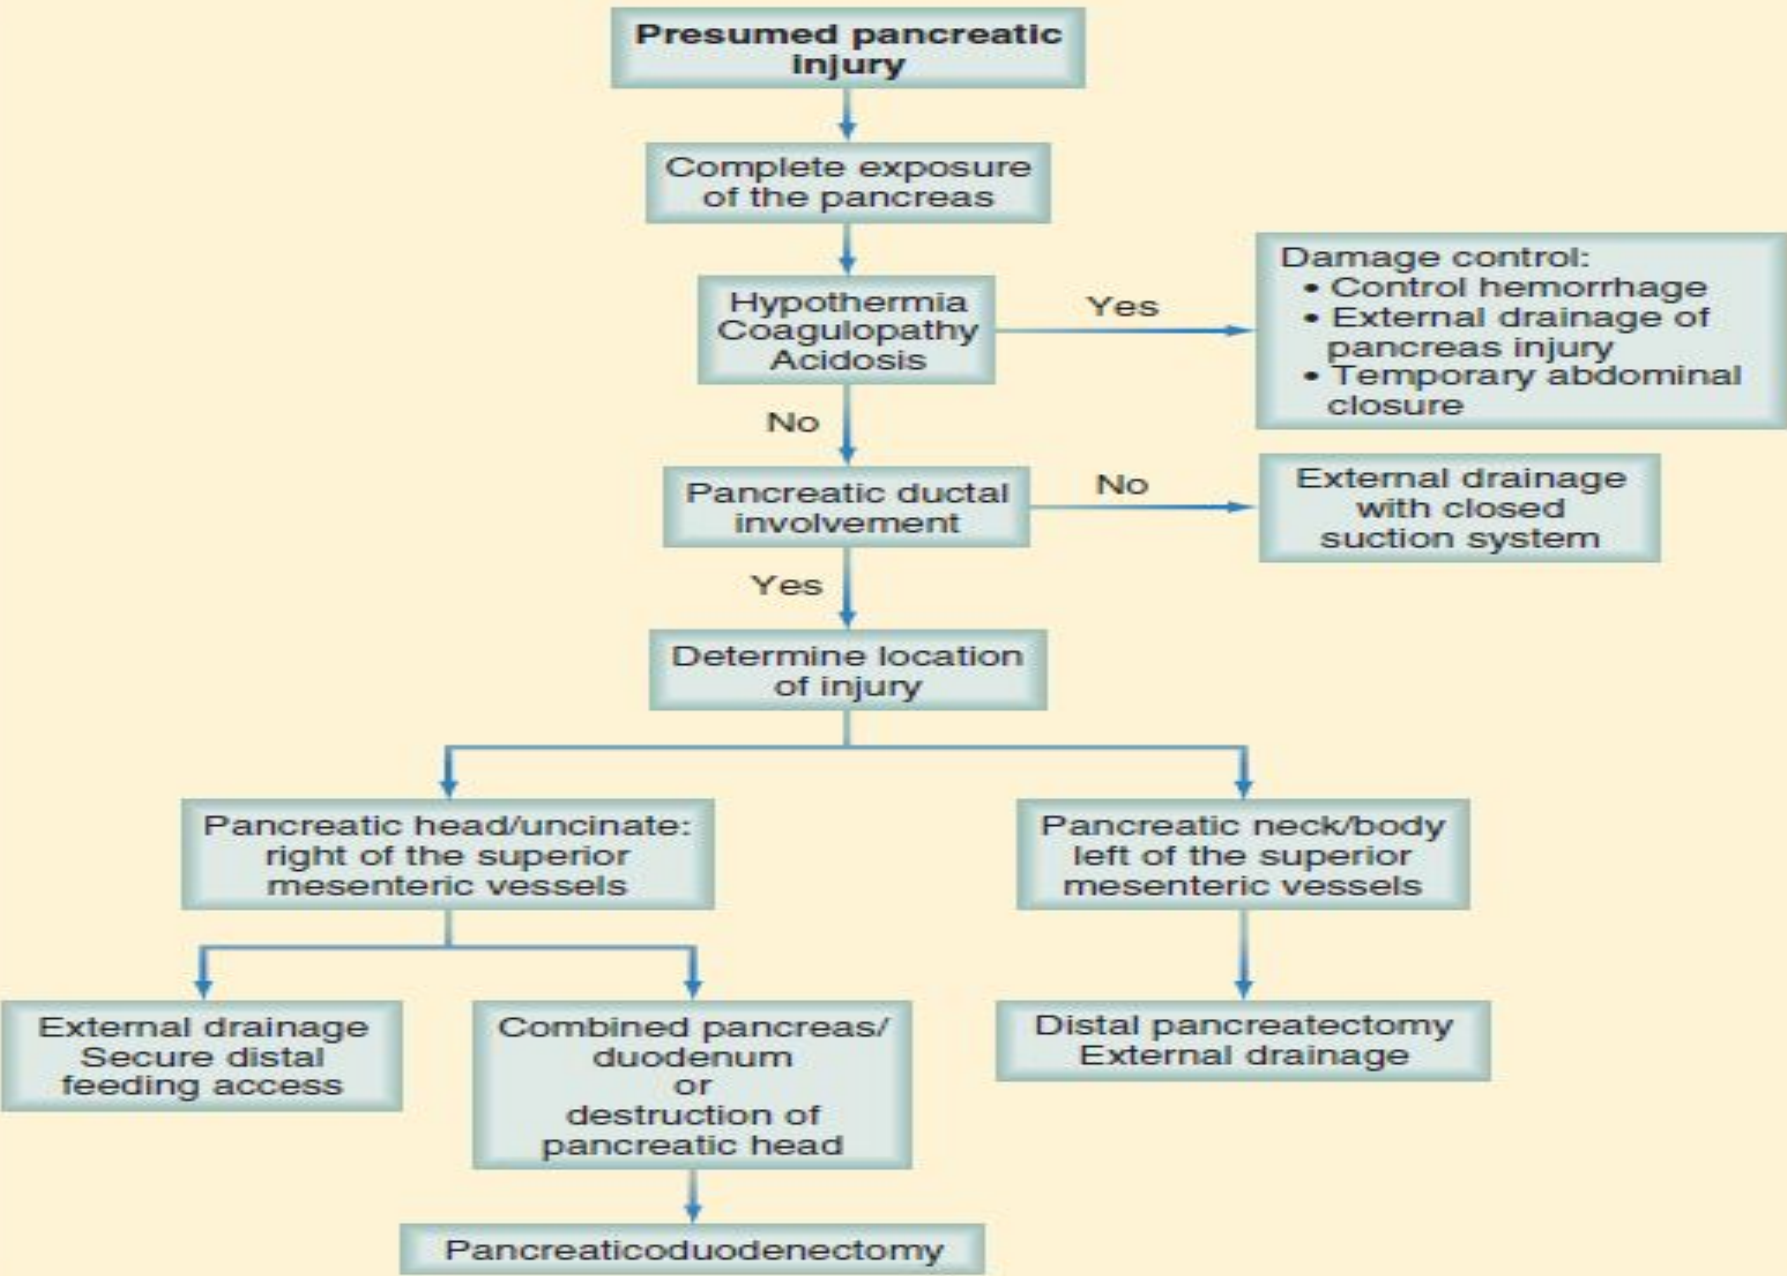 Presumed pancreatic
injury
Complete exposure
of the pancreas
Hypothermia
Coagulopathy
Acidosis
Yes
Damage control:
• Control hemorrhage
• External drainage of
pancreas injury
• Temporary abdominal
closure
No
Pancreatic ductal
involvement
No
External drainage
with closed
suction system
Yes
Determine location
of injury
Pancreatic head/uncinate:
right of the superior
mesenteric vessels
Pancreatic neck/body
left of the superior
mesenteric vessels
External drainage
Secure distal
feeding access
Combined pancreas/
duodenum
or
destruction of
pancreatic head
Distal pancreatectomy
External drainage
Pancreaticoduodenectomy